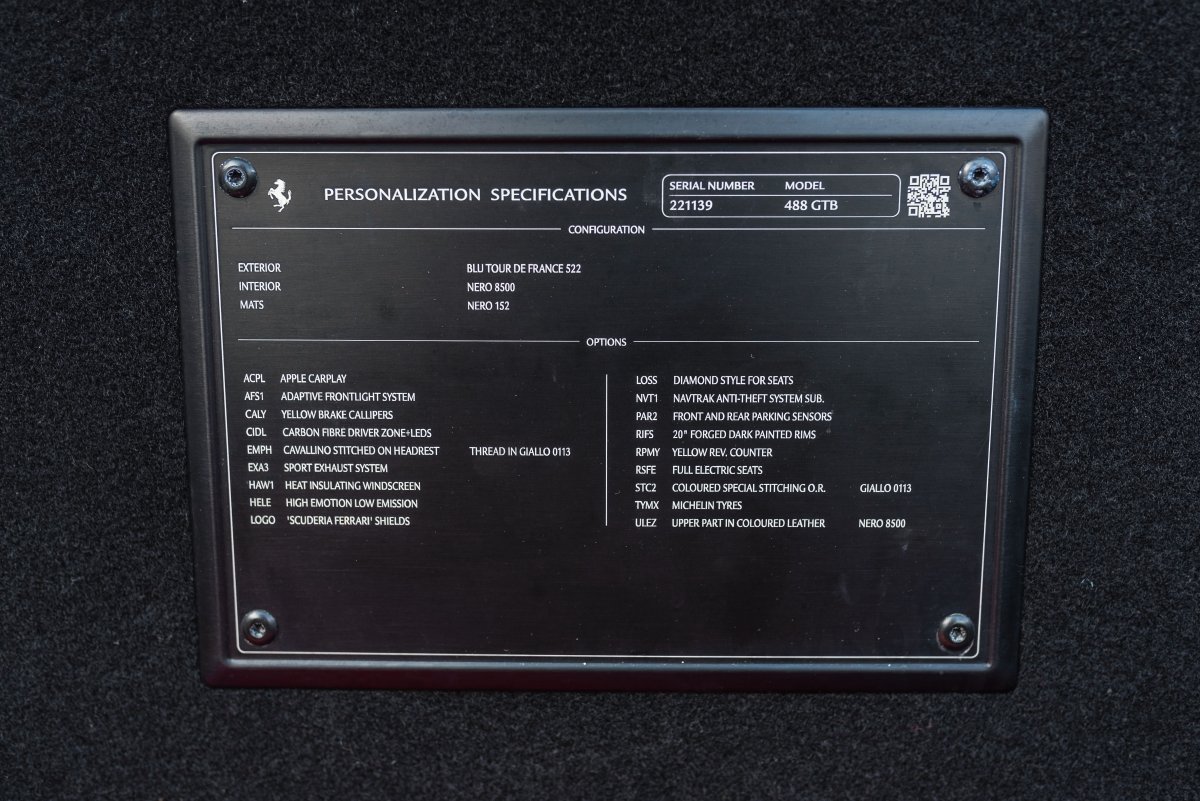 PERSONALIZATION SPECIFICATIONS
SERIAL NUMBER MODEL
221139 488 GTB
CONFIGURATION
EXTERIOR BLU TOUR DE FRANCE 522
INTERIOR NERO 8500
MATS NERO 152
OPTIONS
ACPL APPLE CARPLAY
AFS1 ADAPTIVE FRONTLIGHT SYSTEM
CALY YELLOW BRAKE CALLIPERS
CIDL CARBON FIBRE DRIVER ZONE+LEDS
EMPH CAVALLINO STITCHED ON HEADREST THREAD IN GIALLO 0113
EXA3 SPORT EXHAUST SYSTEM
HAW1 HEAT INSULATING WINDSCREEN
HELE HIGH EMOTION LOW EMISSION
LOGO 'SCUDERIA FERRARI' SHIELDS
LOSS DIAMOND STYLE FOR SEATS
NVT1 NAVTRAK ANTI-THEFT SYSTEM SUB.
PAR2 FRONT AND REAR PARKING SENSORS
RIFS 20" FORGED DARK PAINTED RIMS
RPMY YELLOW REV. COUNTER
RSFE FULL ELECTRIC SEATS
STC2 COLOURED SPECIAL STITCHING O.R. GIALLO 0113
TYMX MICHELIN TYRES
ULEZ UPPER PART IN COLOURED LEATHER NERO 8500